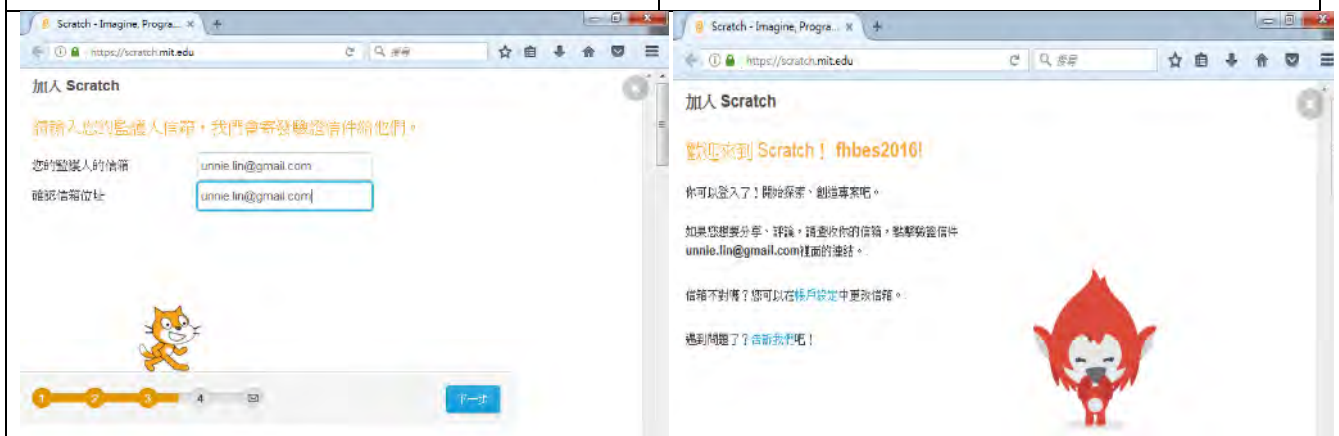 Scratch - Imagine, Progra...
https://scratch.mit.edu
搜尋
加入 Scratch
請輸入您的監護人信箱，我們會寄發驗證信件給他們。
您的監護人的信箱
unnie.lin@gmail.com
確認信箱位址
unnie.lin@gmail.com
1
2
3
4
下一步
Scratch - Imagine, Progra...
https://scratch.mit.edu
搜尋
加入 Scratch
歡迎來到 Scratch！ fhbes2016!
你可以登入了！開始探索、創造專案吧。
如果您想要分享、評論，請查收你的信箱，點擊驗證信件
unnie.lin@gmail.com裡面的連結。
信箱不對嗎？您可以在帳戶設定中更改信箱。
遇到問題了？告訴我們吧！